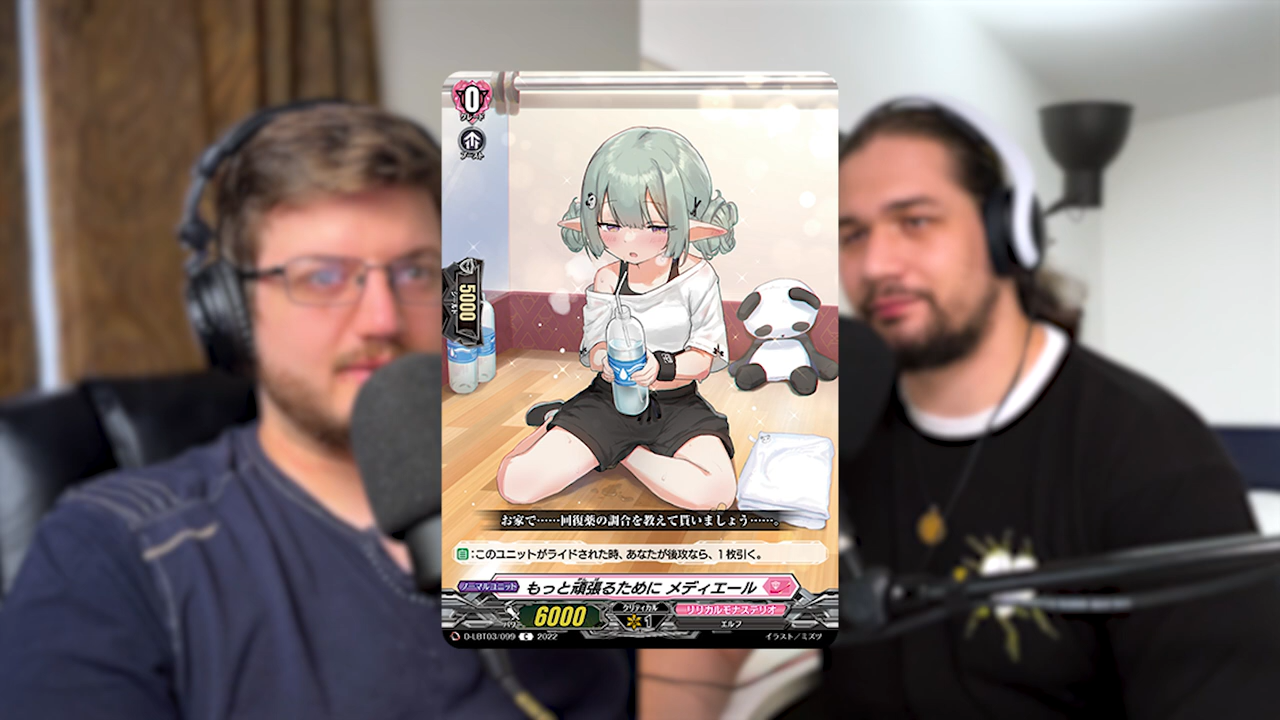 0
グレード
ブースト
5000
シールド
お家で……回復薬の調合を教えて貰いましょう……。
:このユニットがライドされた時、あなたが後攻なら、1枚引く。
ノーマルユニット
もっと頑張るために メディエール
パワー
6000
クリティカル
1
リリカルモナステリオ
エルフ
D-LBT03/099 C 2022
イラスト/ミスツ